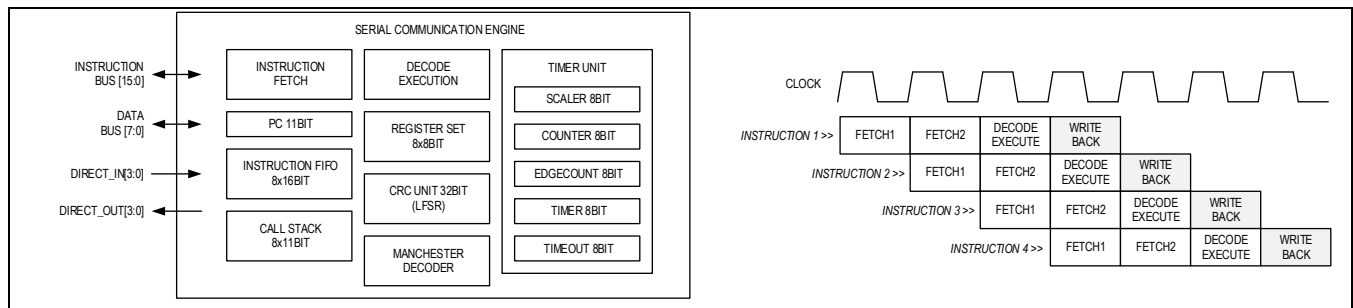 SERIAL COMMUNICATION ENGINE
INSTRUCTION
BUS [15:0]
DATA
BUS [7:0]
DIRECT_IN[3:0]
DIRECT_OUT[3:0]
INSTRUCTION
FETCH
PC 11BIT
INSTRUCTION FIFO
8x16BIT
CALL STACK
8x11BIT
DECODE
EXECUTION
REGISTER SET
8x8BIT
CRC UNIT 32BIT
(LFSR)
MANCHESTER
DECODER
TIMER UNIT
SCALER 8BIT
COUNTER 8BIT
EDGECOUNT 8BIT
TIMER 8BIT
TIMEOUT 8BIT
CLOCK
INSTRUCTION 1 >>
FETCH1
FETCH2
DECODE
EXECUTE
WRITE
BACK
INSTRUCTION 2 >>
FETCH1
FETCH2
DECODE
EXECUTE
WRITE
BACK
INSTRUCTION 3 >>
FETCH1
FETCH2
DECODE
EXECUTE
WRITE
BACK
INSTRUCTION 4 >>
FETCH1
FETCH2
DECODE
EXECUTE
WRITE
BACK